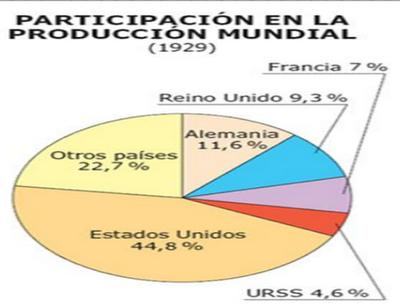 PARTICIPACIÓN EN LA
PRODUCCIÓN MUNDIAL
(1929)
Francia 7 %
Reino Unido 9,3 %
Alemania
11,6 %
Otros países
22,7 %
Estados Unidos
44,8 %
URSS 4,6 %